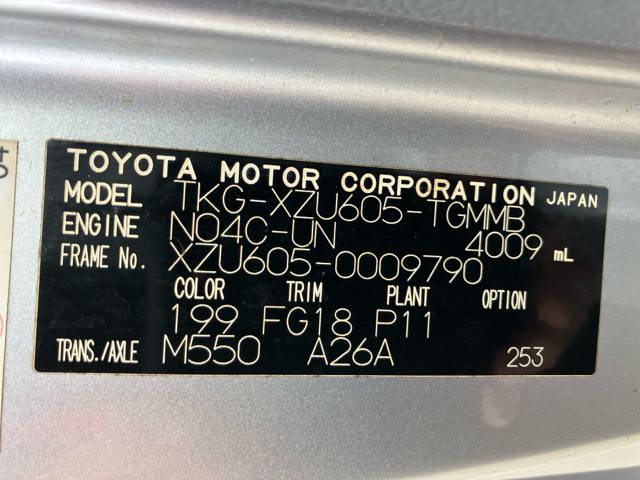 TOYOTA MOTOR CORPORATION JAPAN
MODEL TKG-XZU605-TGMMB
ENGINE N04C-UN 4009 mL
FRAME No. XZU605-0009790
COLOR TRIM PLANT OPTION
199 FG18 P11
TRANS./AXLE M550 A26A 253